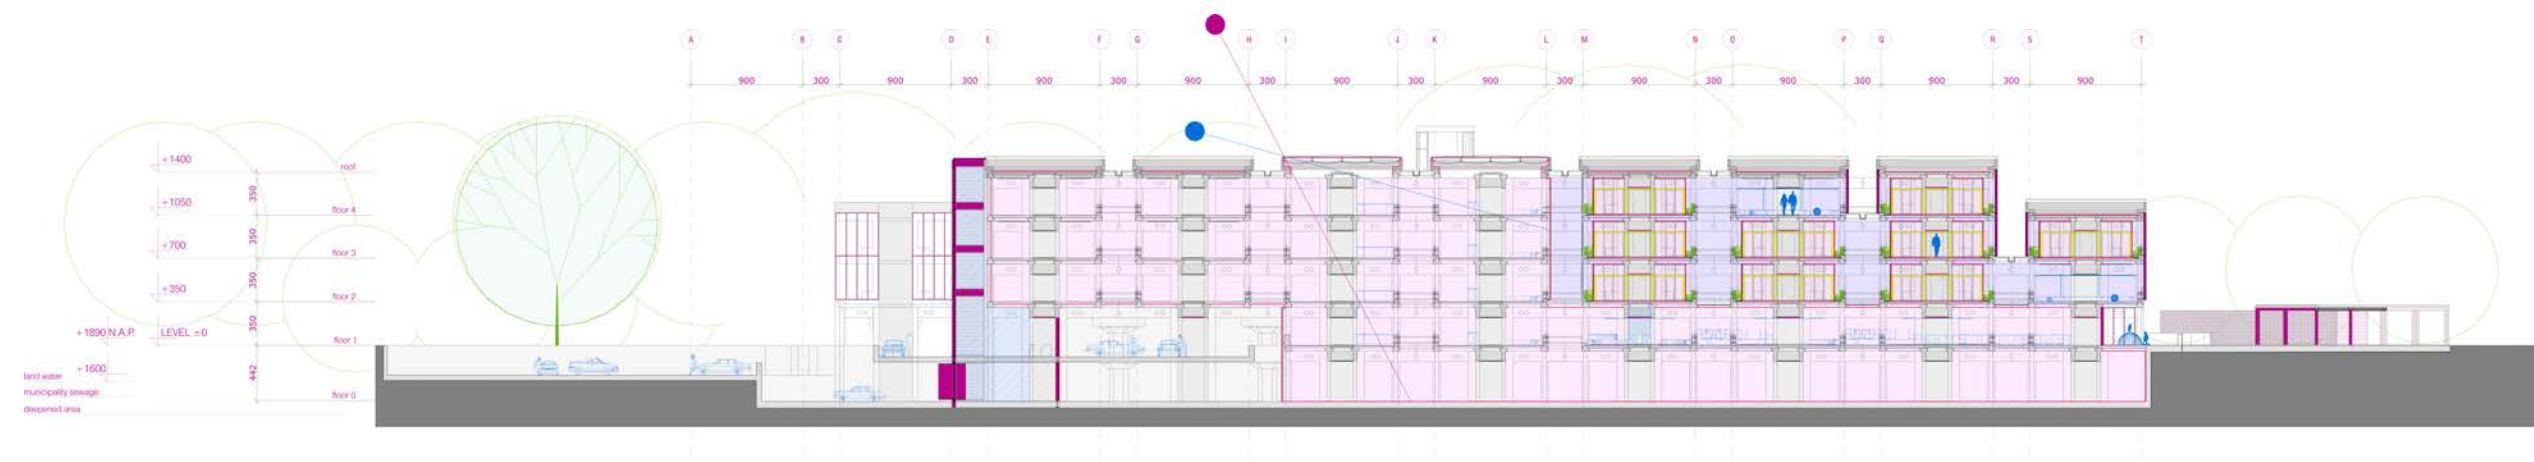 A B C D E F G H I J K L M N O P Q R S T
900 300 900 300 900 300 900 300 900 300 900 300 900 300 900 300 900 300 900
+1400
roof
350
+1050
floor 4
350
+700
floor 3
350
+350
floor 2
350
+1890 N.A.P. LEVEL ±0
floor 1
+1600
442
land water
municipality sewage
floor 0
deepened area